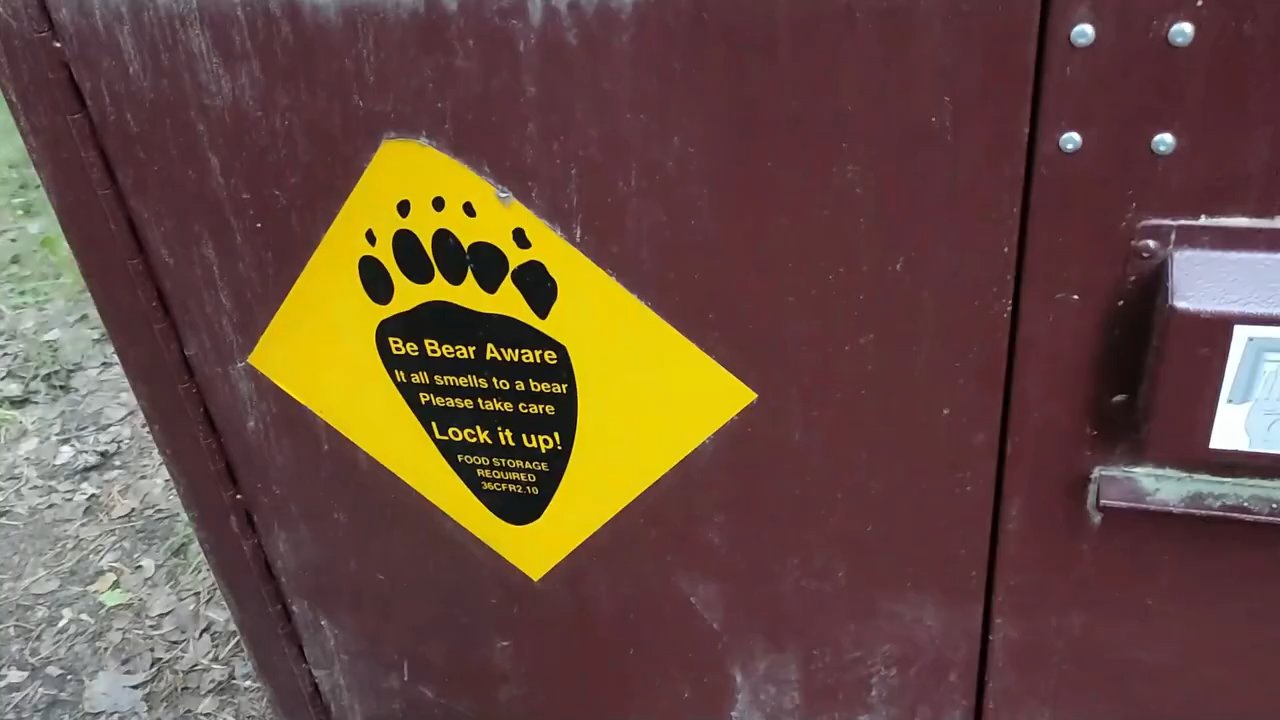 Be Bear Aware
It all smells to a bear
Please take care
Lock it up!
FOOD STORAGE
REQUIRED
36CFR2.10